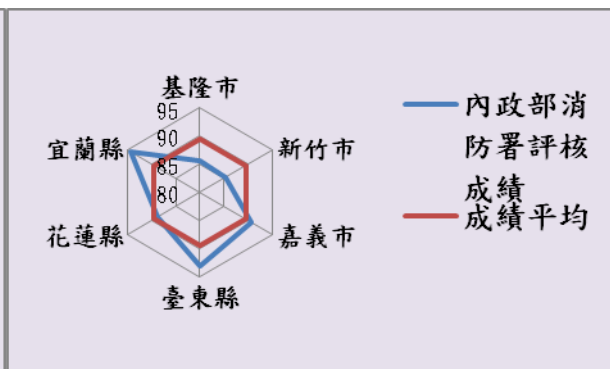 基隆市
95
90
85
80
宜蘭縣
新竹市
花蓮縣
嘉義市
臺東縣
內政部消
防署評核
成績
成績平均